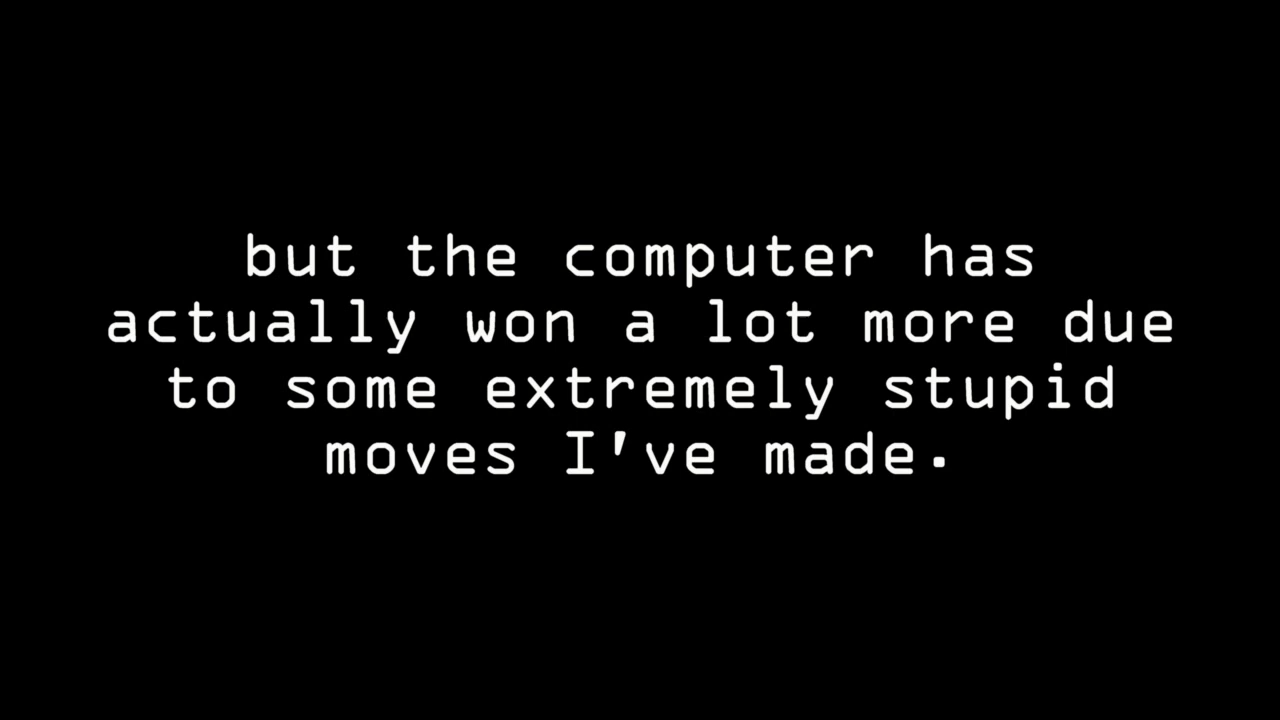 but the computer has
actually won a lot more due
to some extremely stupid
moves I've made.